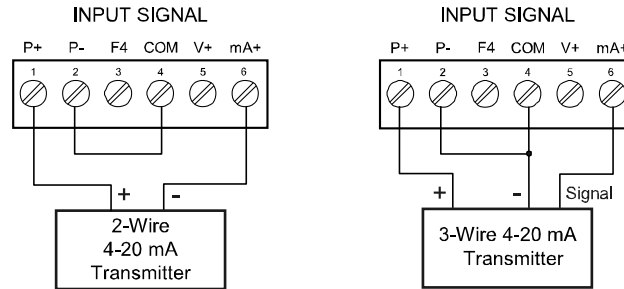 INPUT SIGNAL
P+ P- F4 COM V+ mA+
1 2 3 4 5 6
+ -
2-Wire
4-20 mA
Transmitter
INPUT SIGNAL
P+ P- F4 COM V+ mA+
1 2 3 4 5 6
+ - Signal
3-Wire 4-20 mA
Transmitter